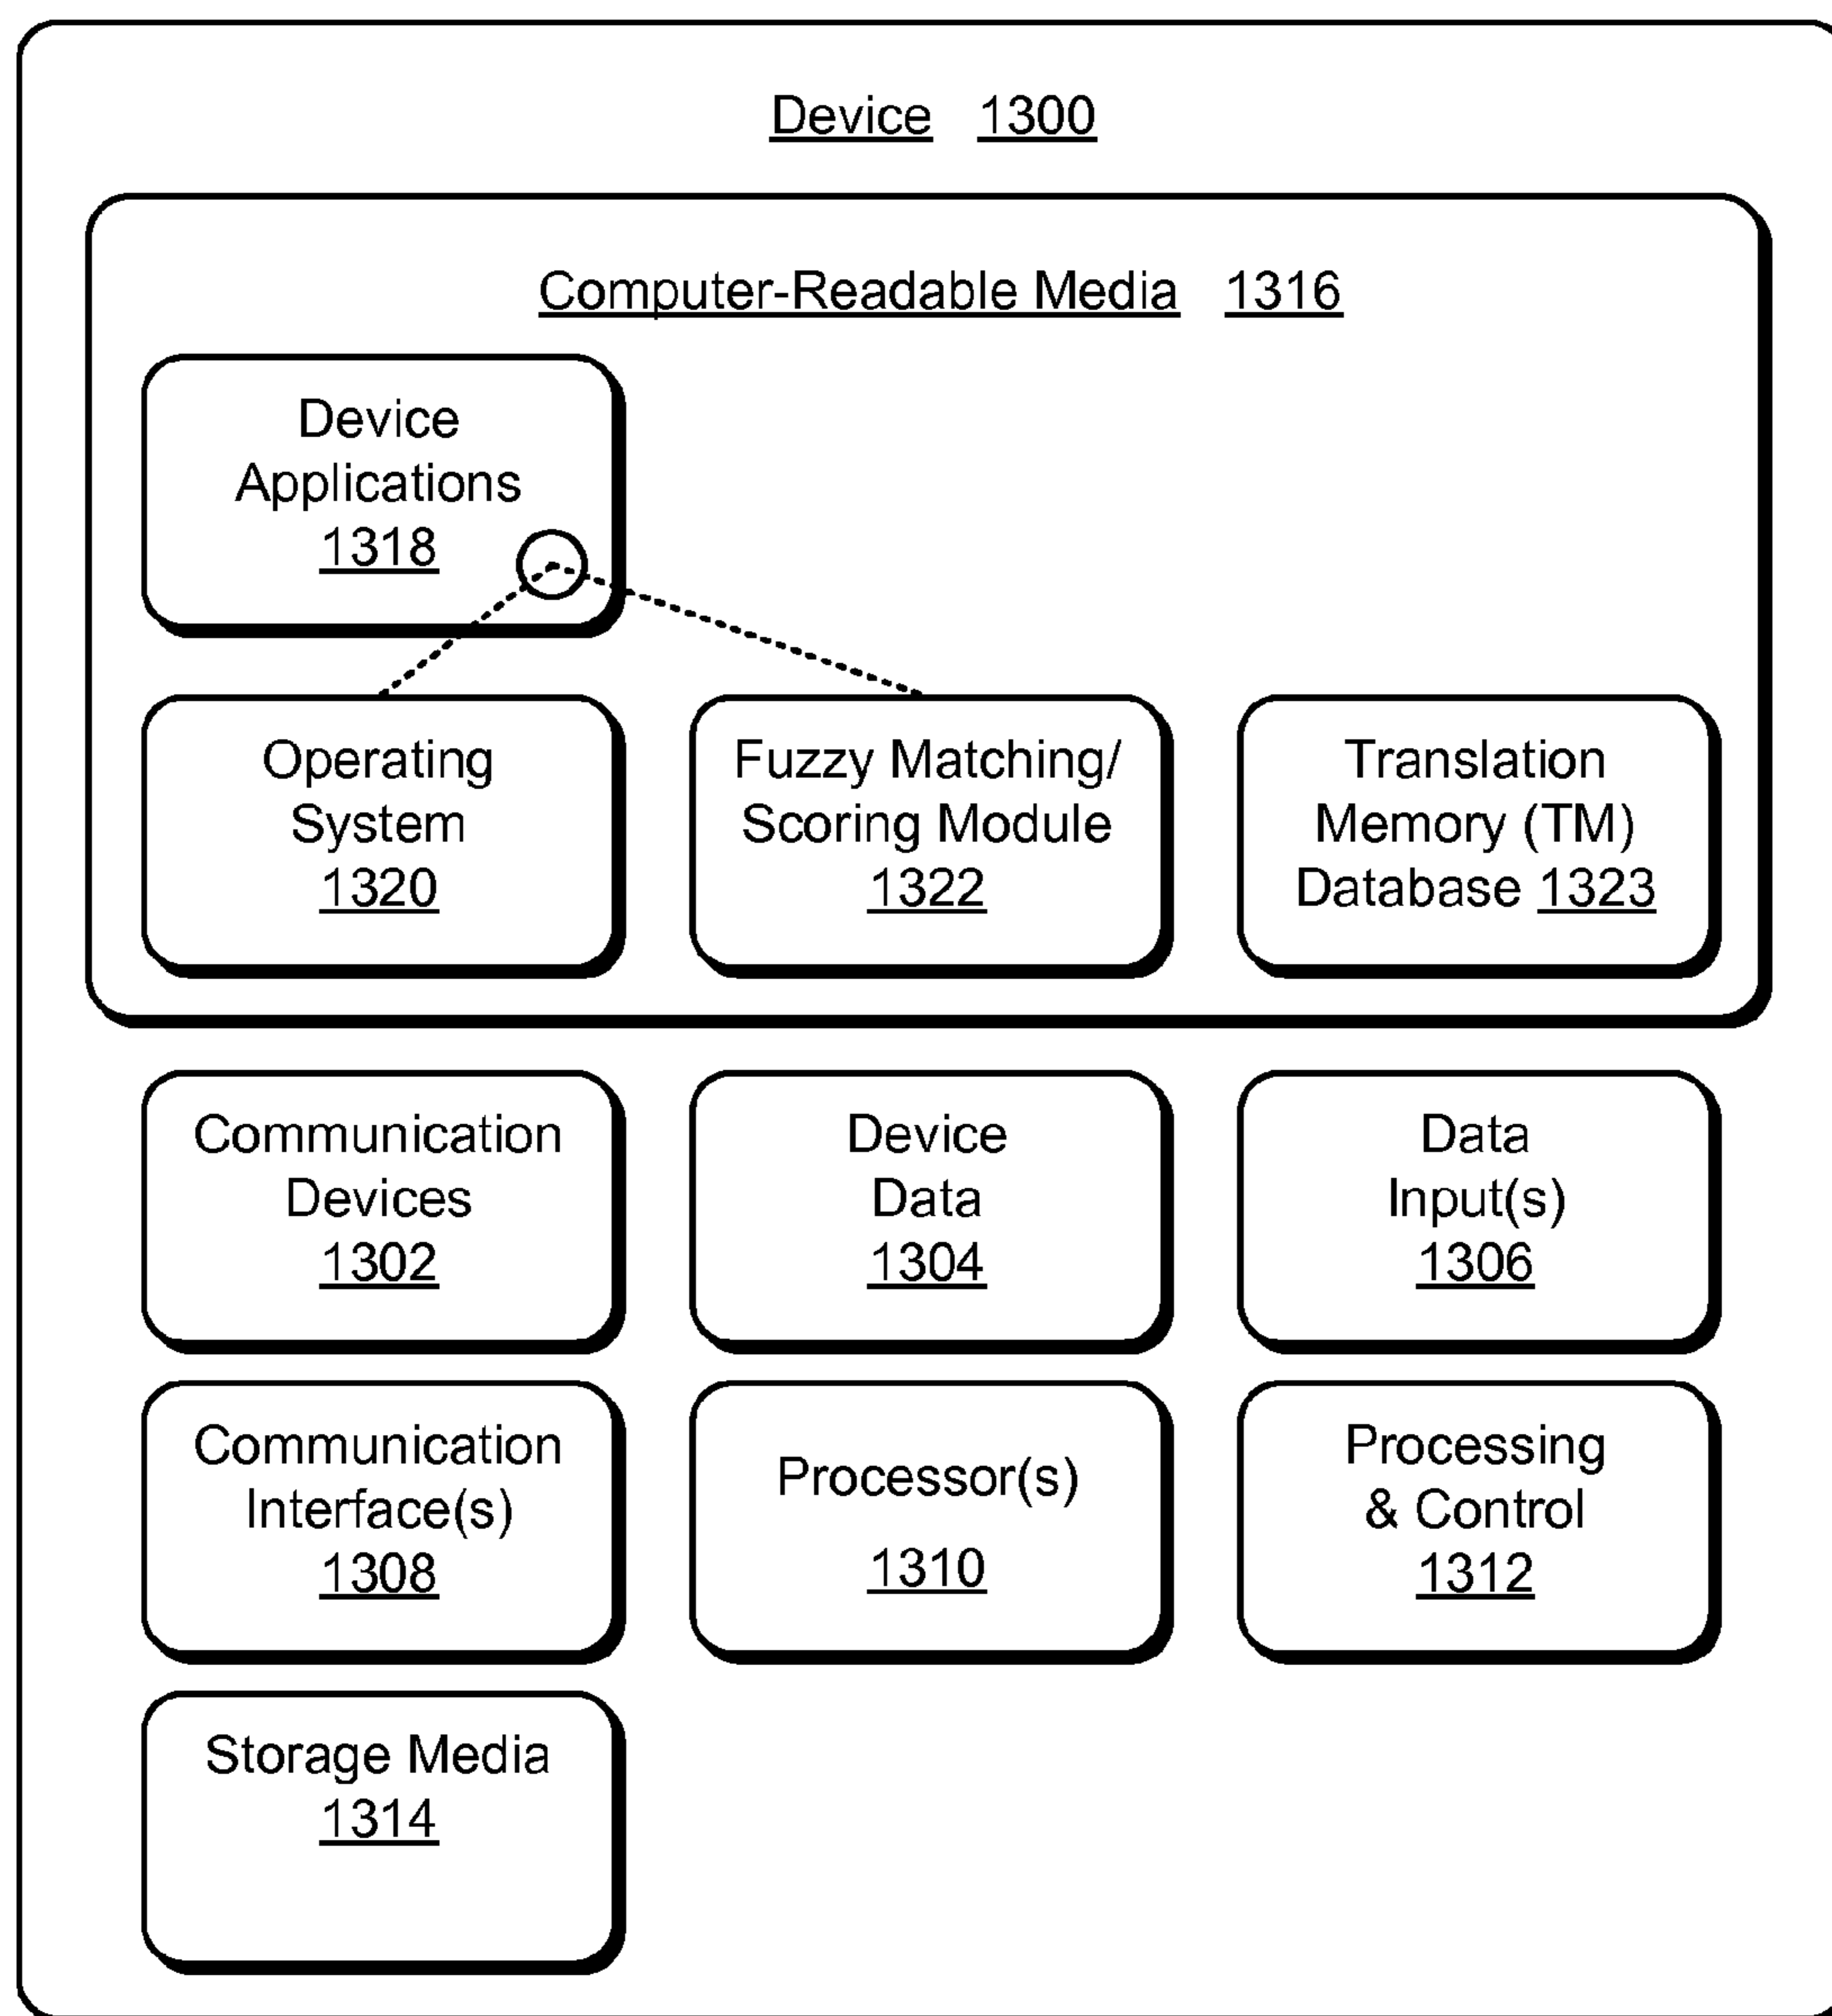 Device 1300
Computer-Readable Media 1316
Device
Applications
1318
Operating
System
1320
Fuzzy Matching/
Scoring Module
1322
Translation
Memory (TM)
Database 1323
Communication
Devices
1302
Device
Data
1304
Data
Input(s)
1306
Communication
Interface(s)
1308
Processor(s)
1310
Processing
& Control
1312
Storage Media
1314